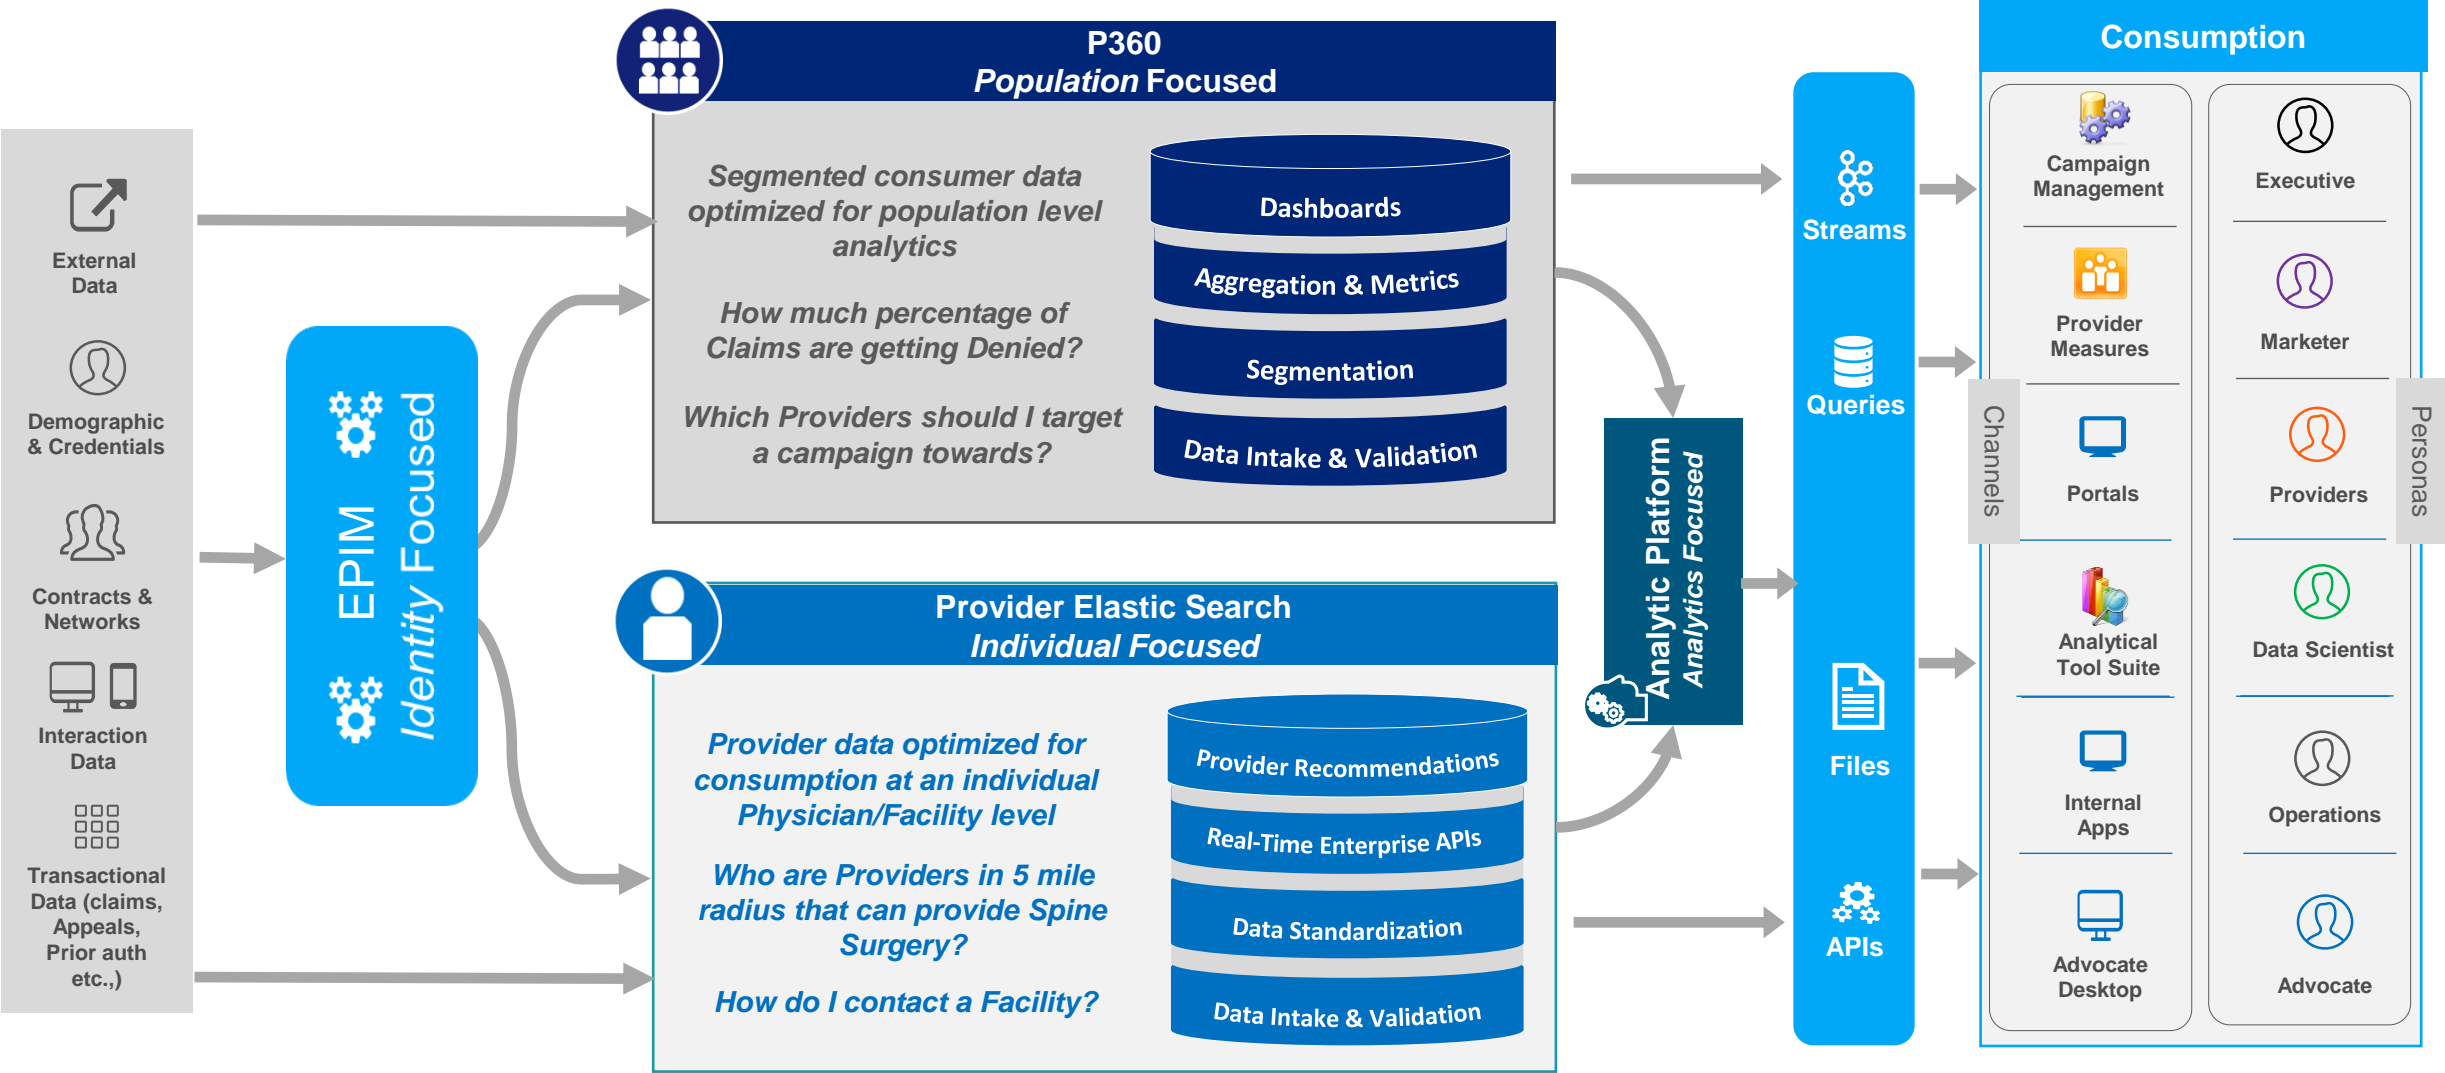 External
Data
Demographic
& Credentials
Contracts &
Networks
Interaction
Data
Transactional
Data (claims,
Appeals,
Prior auth
etc.,)
EPIM
Identity Focused
P360
Population Focused
Segmented consumer data
optimized for population level
analytics
How much percentage of
Claims are getting Denied?
Which Providers should I target
a campaign towards?
Dashboards
Aggregation & Metrics
Segmentation
Data Intake & Validation
Provider Elastic Search
Individual Focused
Provider data optimized for
consumption at an individual
Physician/Facility level
Who are Providers in 5 mile
radius that can provide Spine
Surgery?
How do I contact a Facility?
Provider Recommendations
Real-Time Enterprise APIs
Data Standardization
Data Intake & Validation
Analytic Platform
Analytics Focused
Streams
Queries
Files
APIs
Consumption
Channels
Campaign
Management
Provider
Measures
Portals
Analytical
Tool Suite
Internal
Apps
Advocate
Desktop
Executive
Marketer
Providers
Data Scientist
Operations
Advocate
Personas